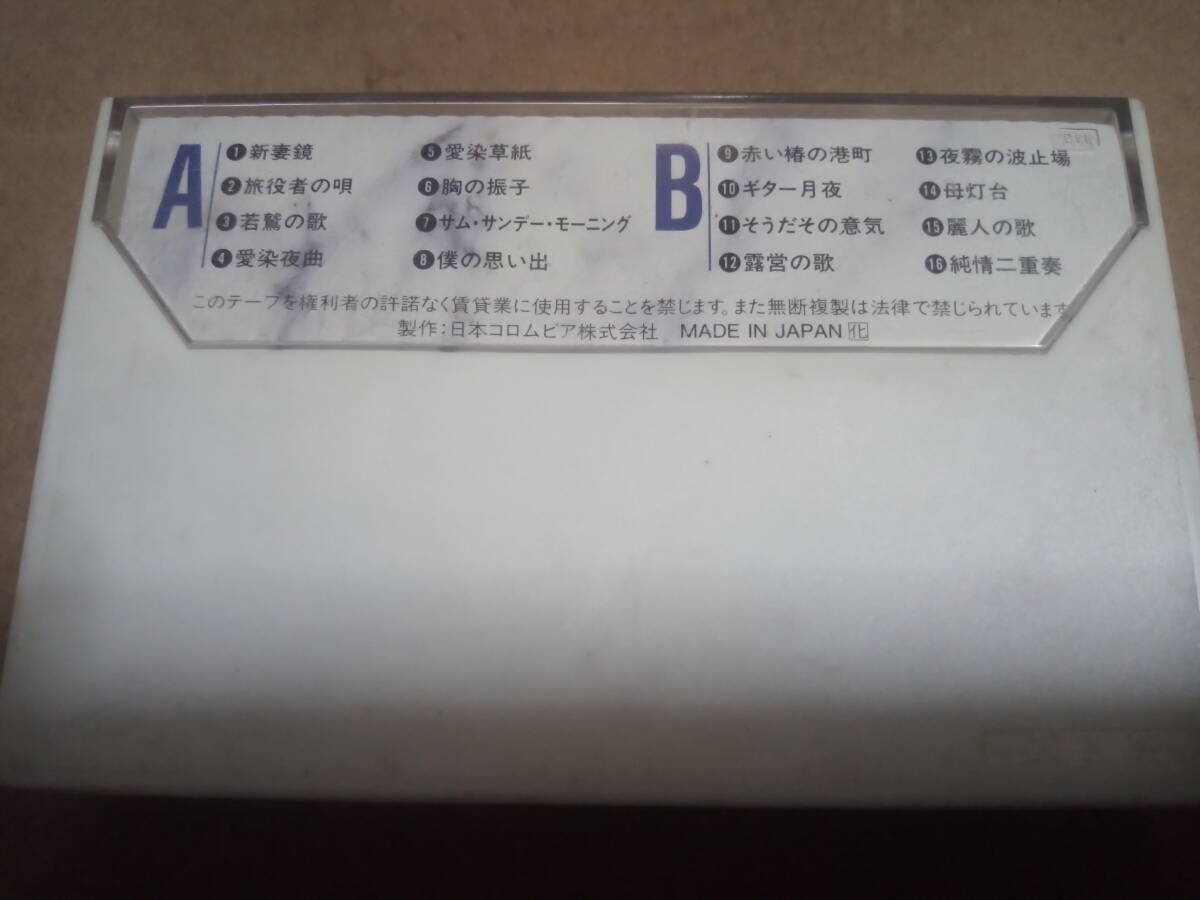 A
❶新妻鏡
❷旅役者の唄
❸若鷲の歌
❹愛染夜曲
❺愛染草紙
❻胸の振子
❼サム・サンデー・モーニング
❽僕の思い出
B
❾赤い椿の港町
❿ギター月夜
⓫そうだその意気
⓬露営の歌
⓭夜霧の波止場
⓮母灯台
⓯麗人の歌
⓰純情二重奏
このテープを権利者の許諾なく賃貸業に使用することを禁じます。また無断複製は法律で禁じられています
製作:日本コロムビア株式会社 MADE IN JAPAN 化